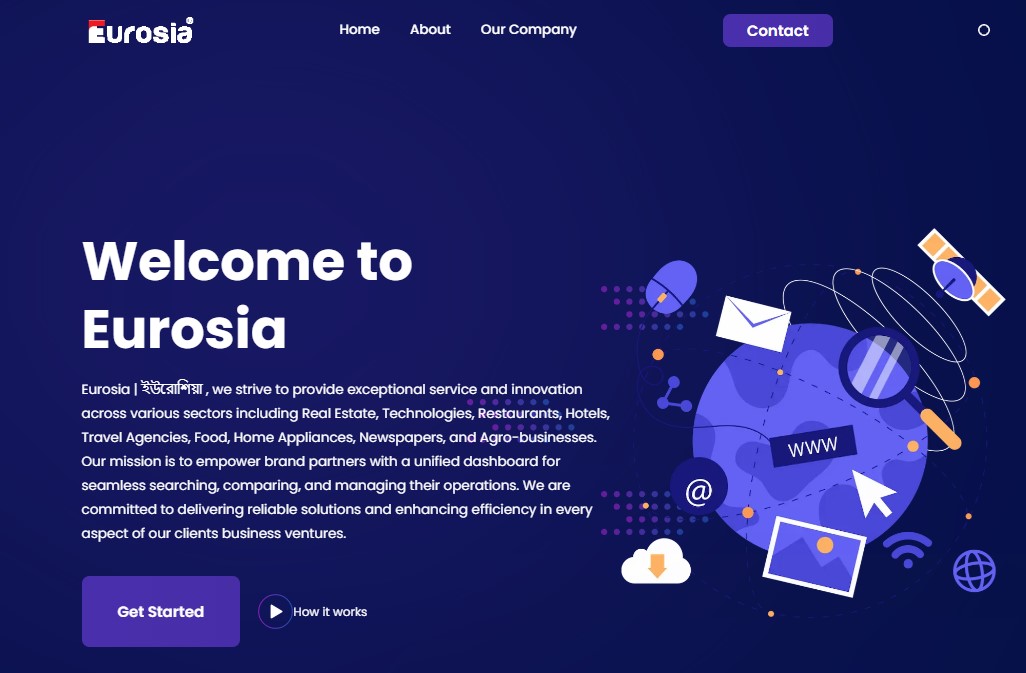 Eurosia®
Home
About
Our Company
Contact
Welcome to
Eurosia
Eurosia | ইউরোশিয়া , we strive to provide exceptional service and innovation
across various sectors including Real Estate, Technologies, Restaurants, Hotels,
Travel Agencies, Food, Home Appliances, Newspapers, and Agro-businesses.
Our mission is to empower brand partners with a unified dashboard for
seamless searching, comparing, and managing their operations. We are
committed to delivering reliable solutions and enhancing efficiency in every
aspect of our clients business ventures.
Get Started
How it works
WWW
@